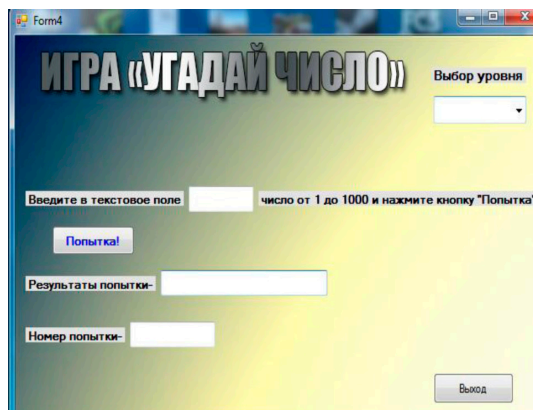 Form4
ИГРА «УГАДАЙ ЧИСЛО»
Выбор уровня
Введите в текстовое поле число от 1 до 1000 и нажмите кнопку "Попытка"
Попытка!
Результаты попытки-
Номер попытки-
Выход